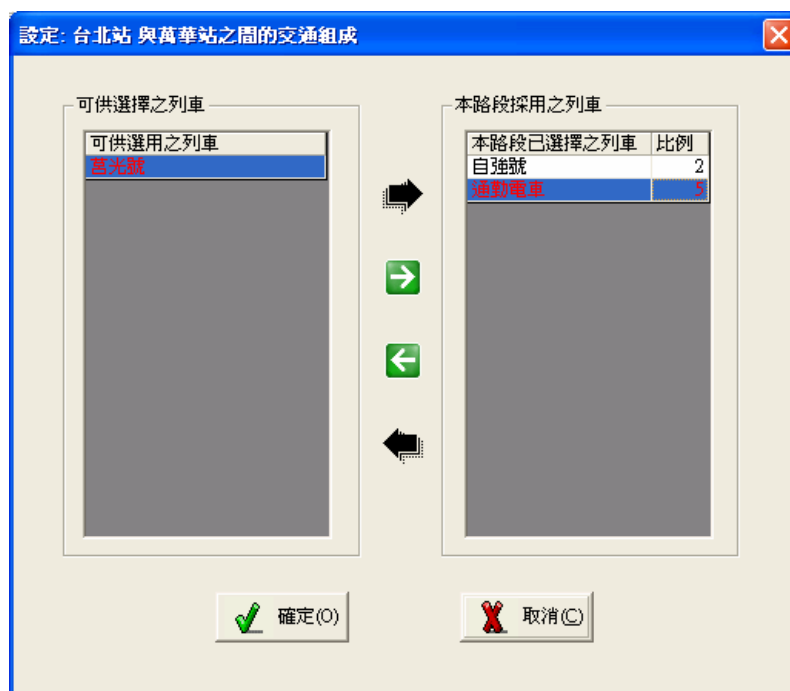 設定: 台北站 與萬華站之間的交通組成
可供選擇之列車
可供選用之列車
莒光號
本路段採用之列車
本路段已選擇之列車 比例
自強號 2
通勤電車 5
確定(O)
取消(C)